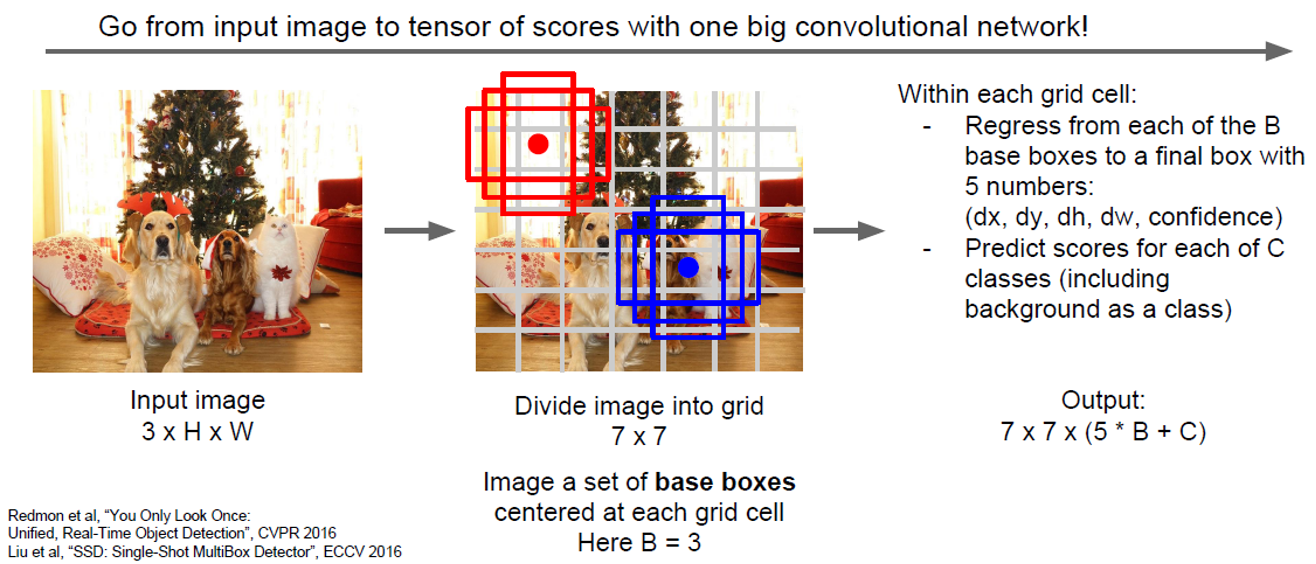 Go from input image to tensor of scores with one big convolutional network!
Input image
3 x H x W
Divide image into grid
7 x 7
Image a set of base boxes
centered at each grid cell
Here B = 3
Within each grid cell:
- Regress from each of the B
base boxes to a final box with
5 numbers:
(dx, dy, dh, dw, confidence)
- Predict scores for each of C
classes (including
background as a class)
Output:
7 x 7 x (5 * B + C)
Redmon et al, “You Only Look Once:
Unified, Real-Time Object Detection”, CVPR 2016
Liu et al, “SSD: Single-Shot MultiBox Detector”, ECCV 2016